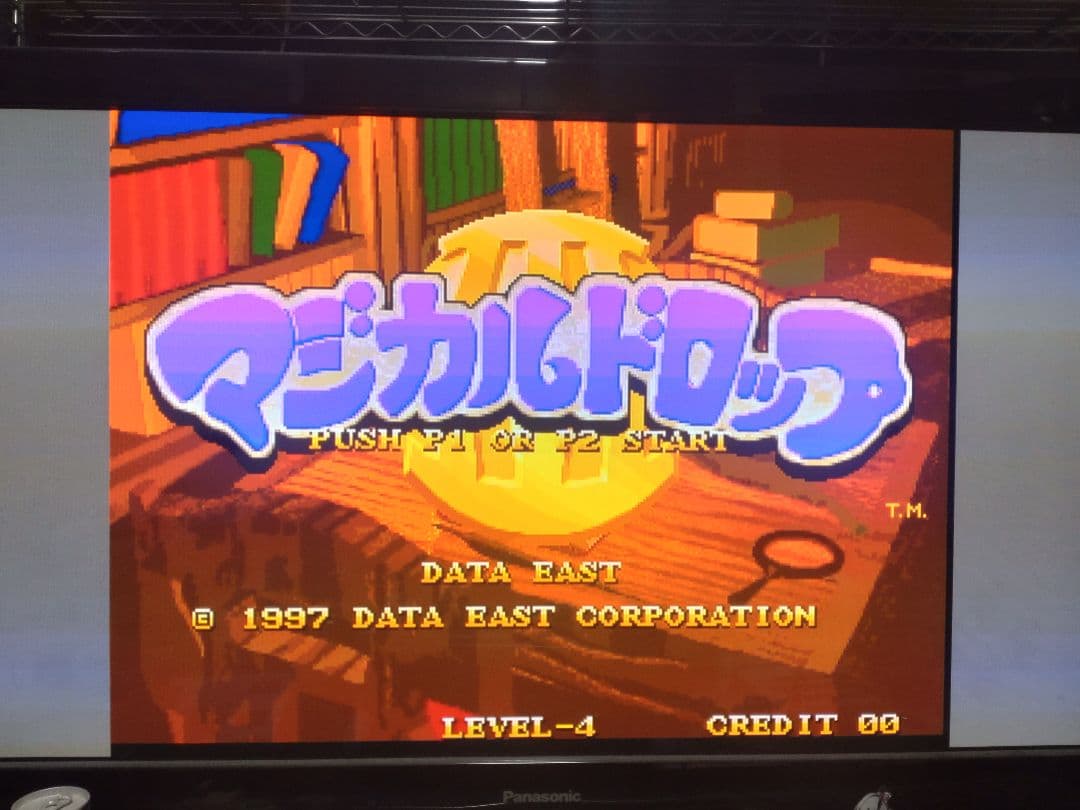 マジカルドロップ
III
PUSH P1 OR P2 START
T.M.
DATA EAST
© 1997 DATA EAST CORPORATION
LEVEL-4 CREDIT 00
Panasonic